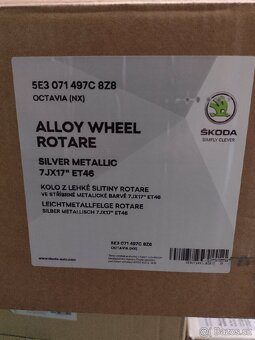 5E3 071 497C 8Z8
OCTAVIA (NX)
ŠKODA
SIMPLY CLEVER
ALLOY WHEEL
ROTARE
SILVER METALLIC
7JX17" ET46
KOLO Z LEHKÉ SLITINY ROTARE
VE STŘÍBRNÉ METALICKÉ BARVĚ 7JX17" ET46
LEICHTMETALLFELGE ROTARE
SILBER METALLISCH 7JX17" ET46
5E3 071 497C 8Z8
OCTAVIA (NX)